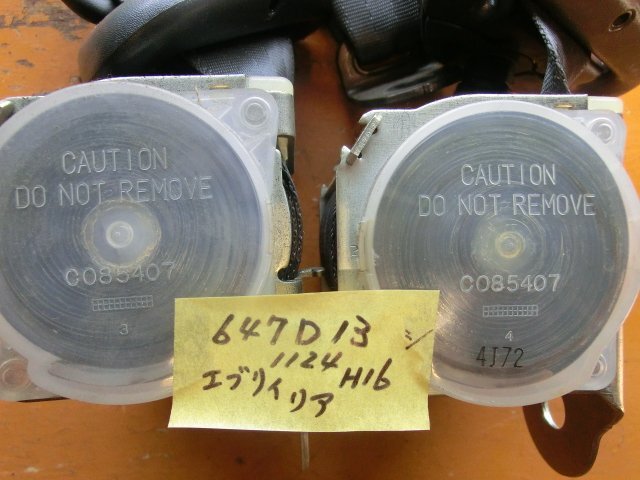 CAUTION
DO NOT REMOVE
C085407
3
CAUTION
DO NOT REMOVE
C085407
4
4J72
647D13 シ
1124
エブリイ H16
リア